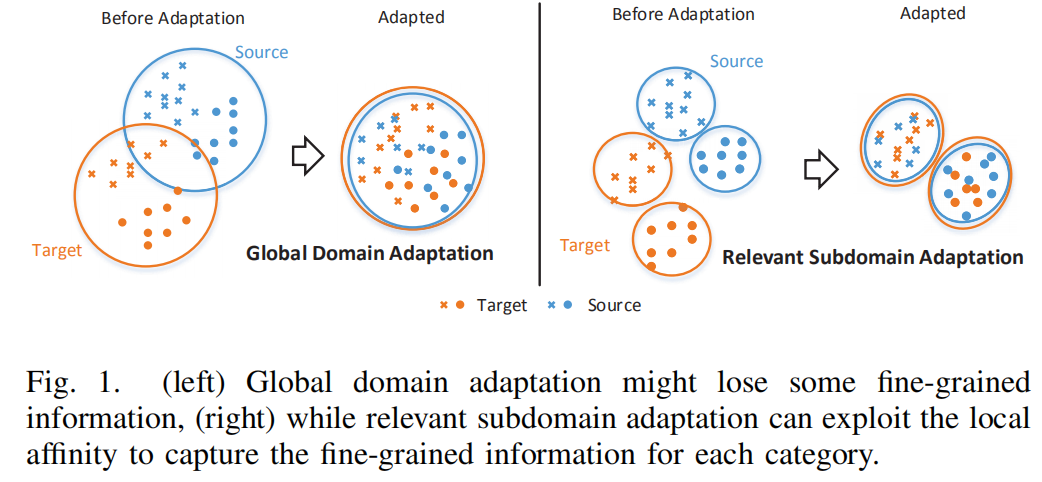 Before Adaptation
Adapted
Source
Target
Global Domain Adaptation
Before Adaptation
Adapted
Source
Target
Relevant Subdomain Adaptation
Target
Source
Fig. 1. (left) Global domain adaptation might lose some fine-grained
information, (right) while relevant subdomain adaptation can exploit the local
affinity to capture the fine-grained information for each category.